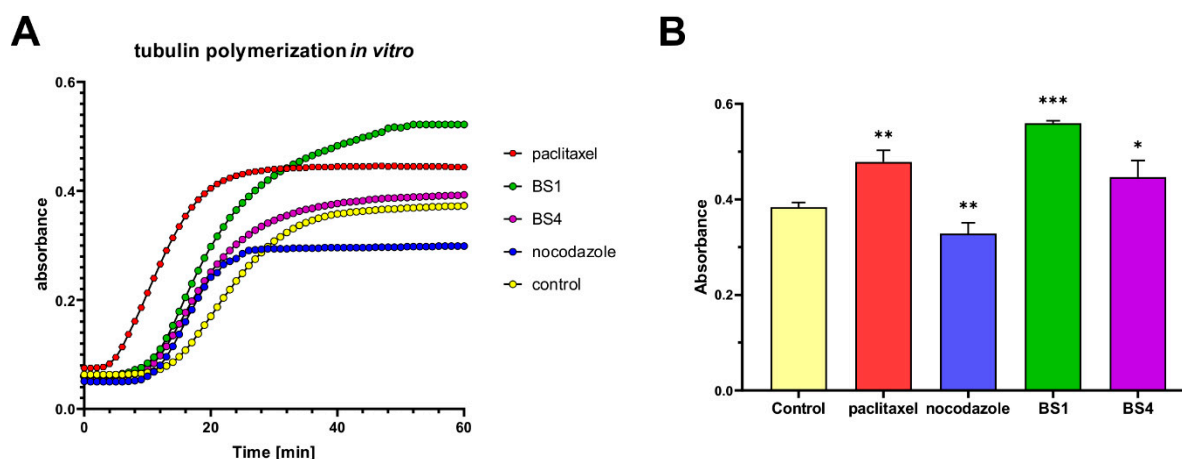 A
tubulin polymerization in vitro
absorbance
0.6
0.4
0.2
0.0
0
20
40
60
Time [min]
paclitaxel
BS1
BS4
nocodazole
control
B
Absorbance
0.6
0.4
0.2
0.0
**
**
***
*
Control
paclitaxel
nocodazole
BS1
BS4